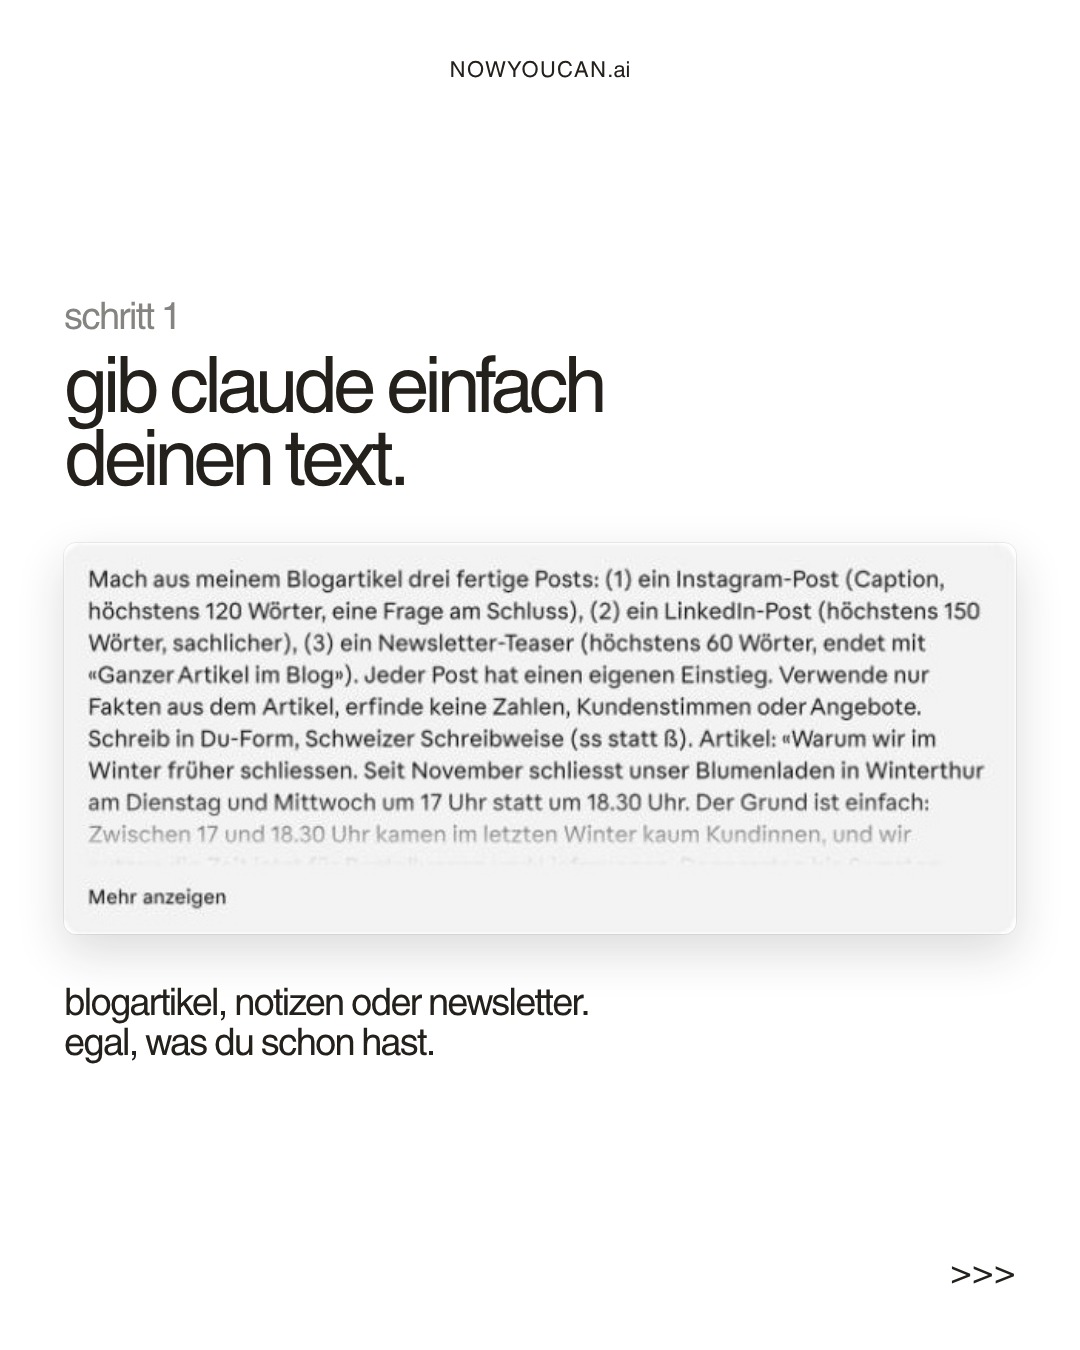 NOWYOUCAN.ai
schritt 1
gib claude einfach
deinen text.
Mach aus meinem Blogartikel drei fertige Posts: (1) ein Instagram-Post (Caption,
höchstens 120 Wörter, eine Frage am Schluss), (2) ein LinkedIn-Post (höchstens 150
Wörter, sachlicher), (3) ein Newsletter-Teaser (höchstens 60 Wörter, endet mit
«Ganzer Artikel im Blog»). Jeder Post hat einen eigenen Einstieg. Verwende nur
Fakten aus dem Artikel, erfinde keine Zahlen, Kundenstimmen oder Angebote.
Schreib in Du-Form, Schweizer Schreibweise (ss statt ß). Artikel: «Warum wir im
Winter früher schliessen. Seit November schliesst unser Blumenladen in Winterthur
am Dienstag und Mittwoch um 17 Uhr statt um 18.30 Uhr. Der Grund ist einfach:
Zwischen 17 und 18.30 Uhr kamen im letzten Winter kaum Kundinnen, und wir
Mehr anzeigen
blogartikel, notizen oder newsletter.
egal, was du schon hast.
>>>